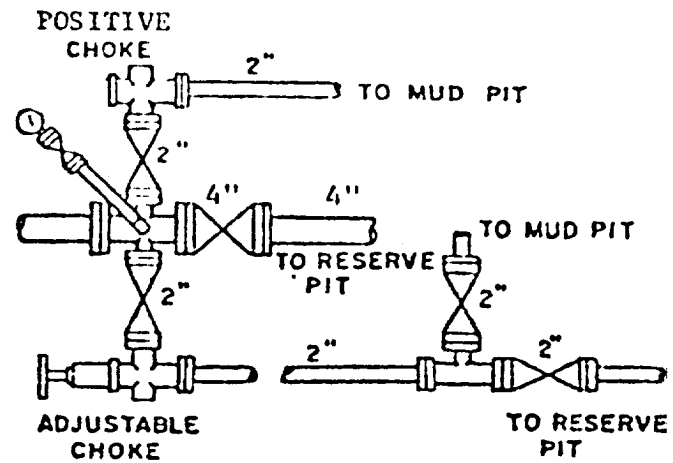 POSITIVE
CHOKE
2"
TO MUD PIT
2"
4"
4"
TO RESERVE
PIT
TO MUD PIT
2"
2"
2"
2"
ADJUSTABLE
CHOKE
TO RESERVE
PIT